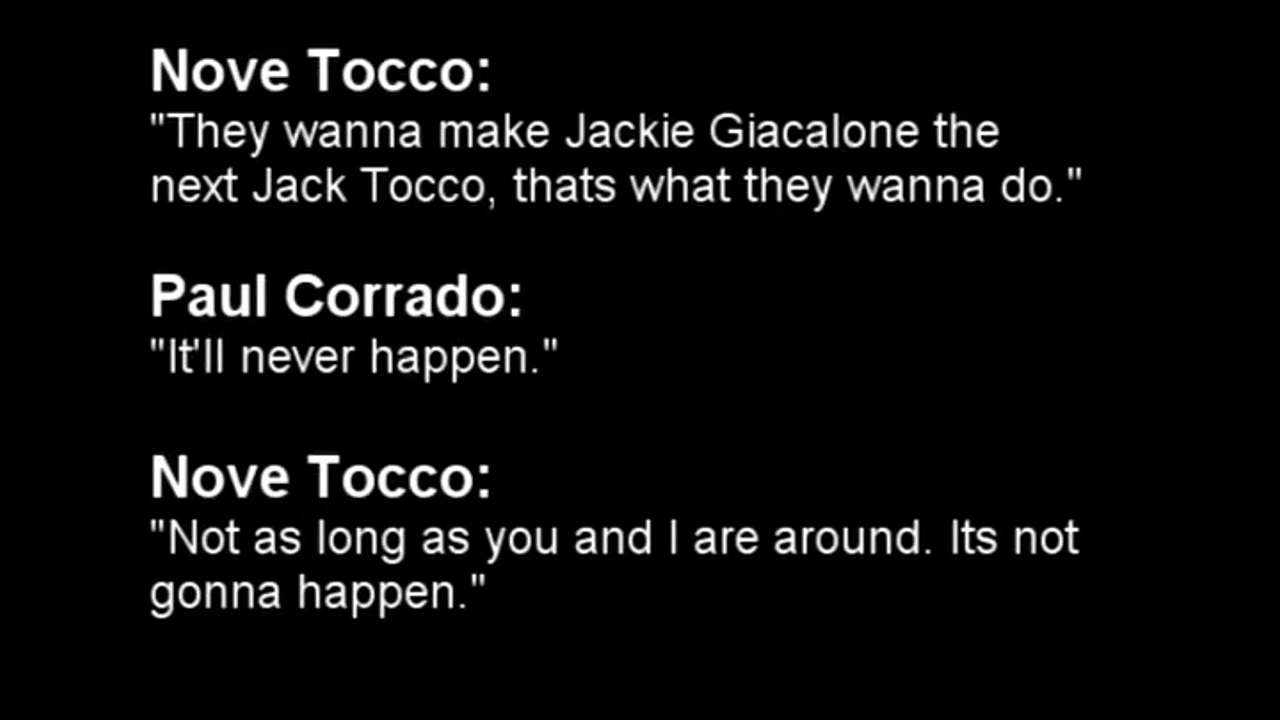 Nove Tocco:
"They wanna make Jackie Giacalone the
next Jack Tocco, thats what they wanna do."
Paul Corrado:
"It'll never happen."
Nove Tocco:
"Not as long as you and I are around. Its not
gonna happen."